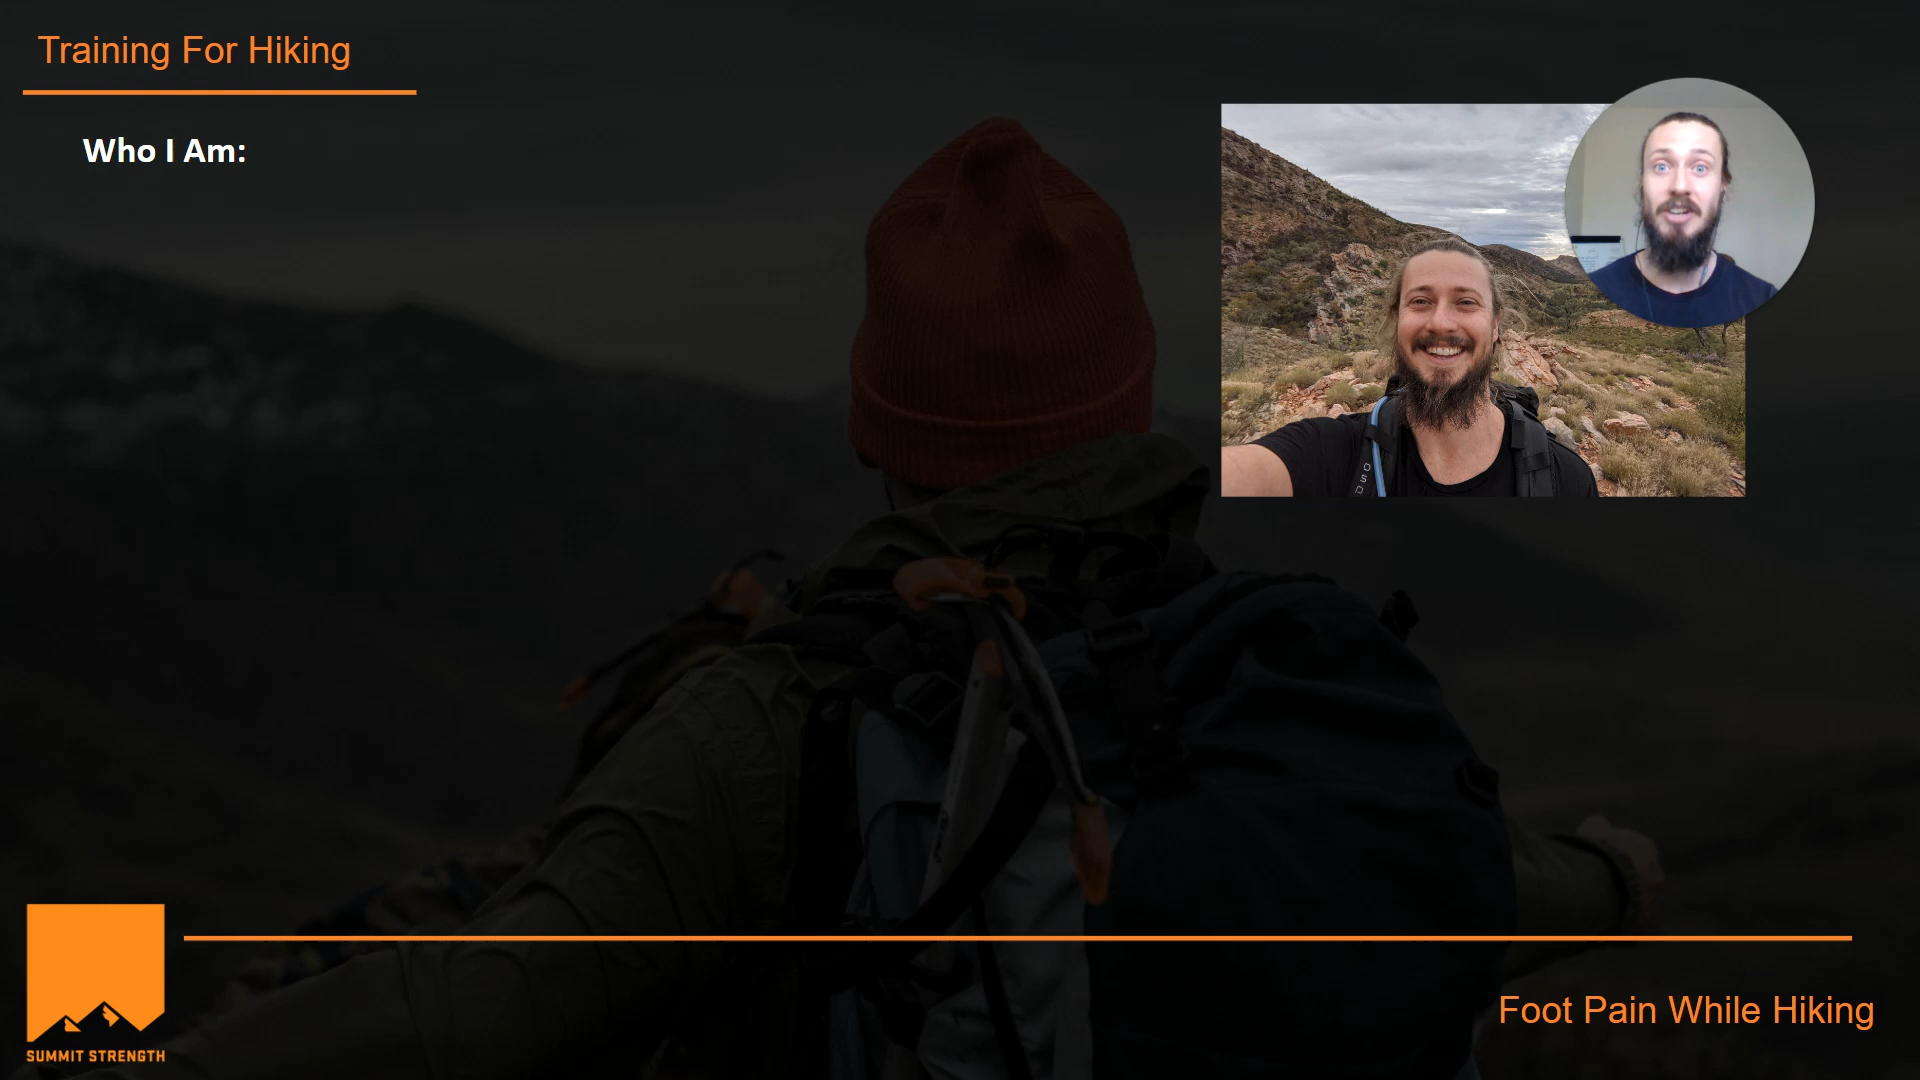 Training For Hiking
Who I Am:
SUMMIT STRENGTH
Foot Pain While Hiking